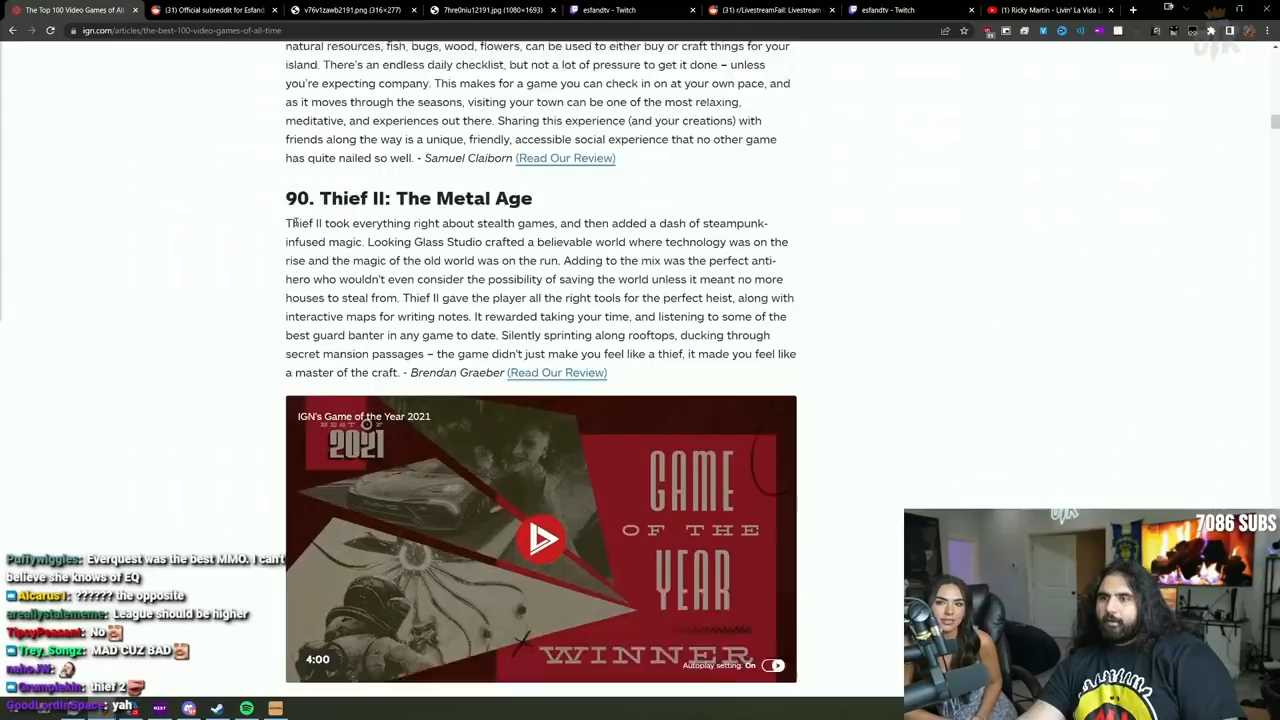 The Top 100 Video Games of All
(31) Official subreddit for Esfand
v76v1zawb2191.png (316×277)
7hre0niu12191.jpg (1080×1693)
esfandtv - Twitch
(31) r/LivestreamFail: Livestream
esfandtv - Twitch
(1) Ricky Martin - Livin' La Vida L
ign.com/articles/the-best-100-video-games-of-all-time
natural resources, fish, bugs, wood, flowers, can be used to either buy or craft things for your
island. There's an endless daily checklist, but not a lot of pressure to get it done – unless
you're expecting company. This makes for a game you can check in on at your own pace, and
as it moves through the seasons, visiting your town can be one of the most relaxing,
meditative, and experiences out there. Sharing this experience (and your creations) with
friends along the way is a unique, friendly, accessible social experience that no other game
has quite nailed so well. - Samuel Claiborn (Read Our Review)
90. Thief II: The Metal Age
Thief II took everything right about stealth games, and then added a dash of steampunk-
infused magic. Looking Glass Studio crafted a believable world where technology was on the
rise and the magic of the old world was on the run. Adding to the mix was the perfect anti-
hero who wouldn't even consider the possibility of saving the world unless it meant no more
houses to steal from. Thief II gave the player all the right tools for the perfect heist, along with
interactive maps for writing notes. It rewarded taking your time, and listening to some of the
best guard banter in any game to date. Silently sprinting along rooftops, ducking through
secret mansion passages – the game didn't just make you feel like a thief, it made you feel like
a master of the craft. - Brendan Graeber (Read Our Review)
IGN's Game of the Year 2021
BEST OF
2021
GAME
OF THE
YEAR
WINNER
4:00
Autoplay setting: On
7086 SUBS
Puffywiggles: Everquest was the best MMO. I can't
believe she knows of EQ
Alcarus1: ?????? the opposite
areallystalememe: League should be higher
TipsyPeasant: No
Trey_Songz: MAD CUZ BAD
nahoJW:
Grumplekin: thief 2
GoodLordInSpace: yah